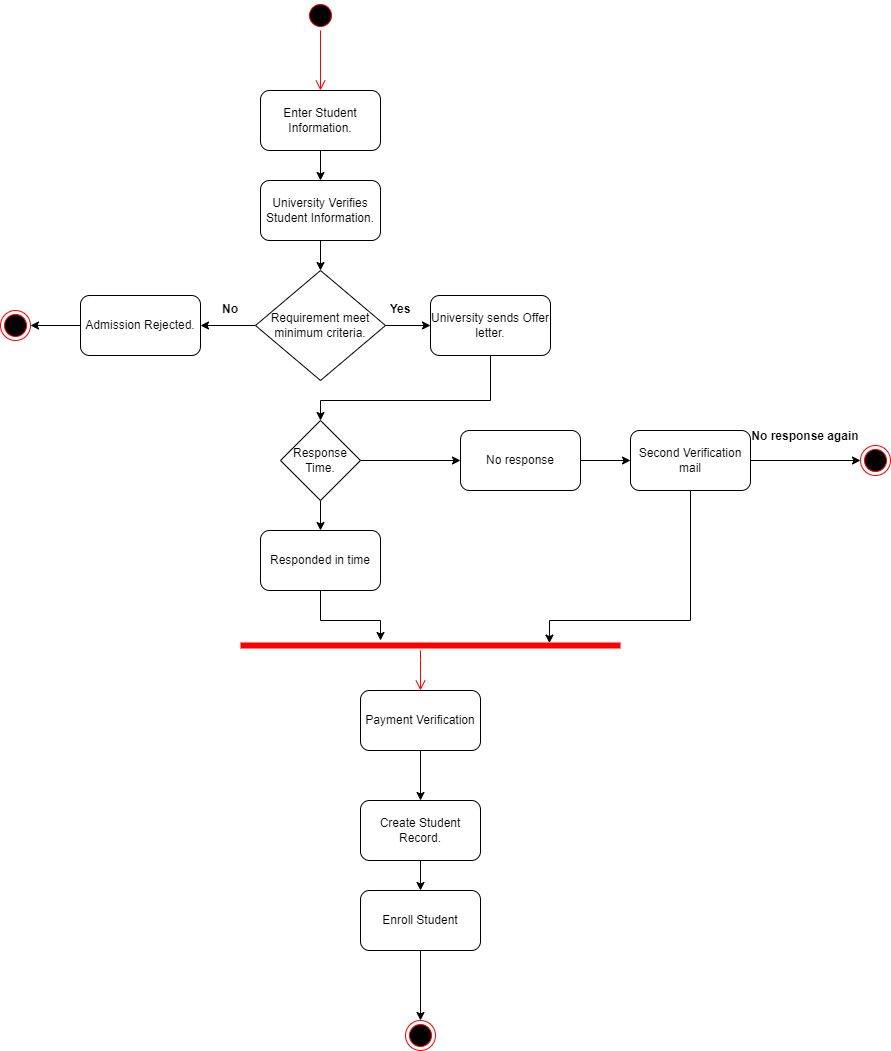 Enter Student
Information.
University Verifies
Student Information.
No
Yes
Admission Rejected.
Requirement meet
minimum criteria.
University sends Offer
letter.
Response
Time.
No response
Second Verification
mail
No response again
Responded in time
Payment Verification
Create Student
Record.
Enroll Student